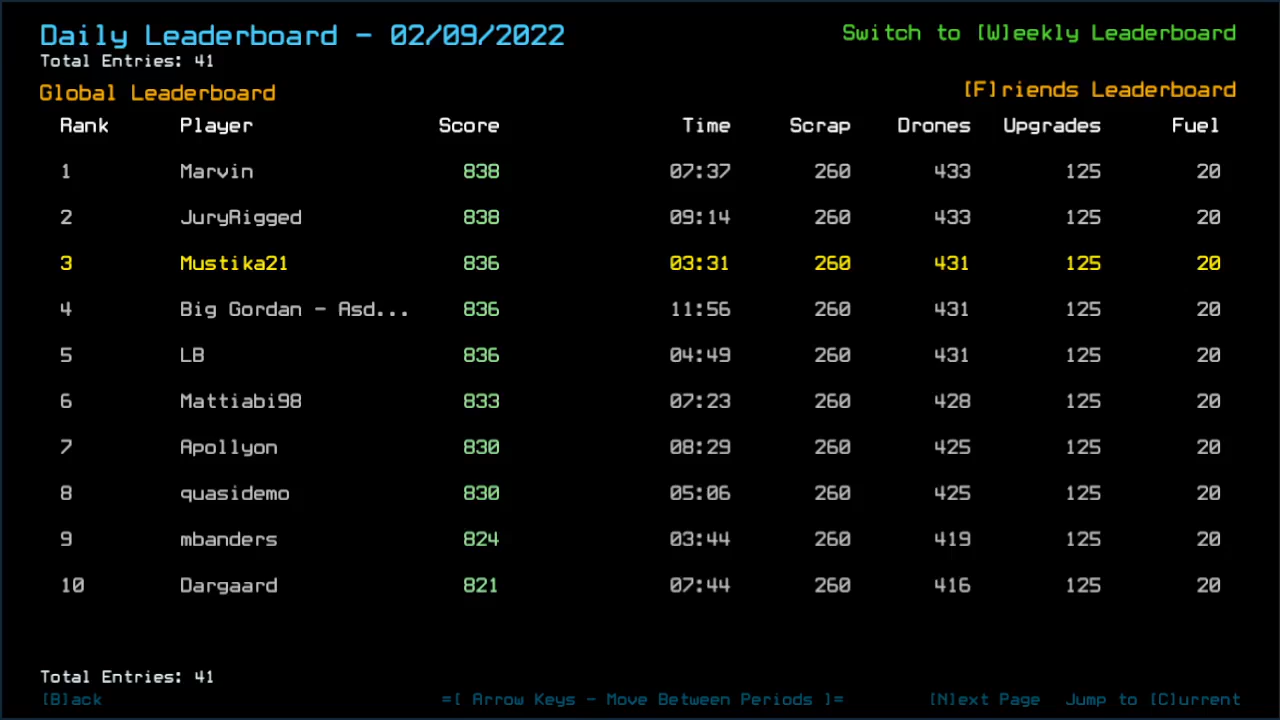 Daily Leaderboard - 02/09/2022 Switch to [W]eekly Leaderboard
Total Entries: 41
Global Leaderboard [F]riends Leaderboard
Rank Player Score Time Scrap Drones Upgrades Fuel
1 Marvin 838 07:37 260 433 125 20
2 JuryRigged 838 09:14 260 433 125 20
3 Mustika21 836 03:31 260 431 125 20
4 Big Gordan - Asd... 836 11:56 260 431 125 20
5 LB 836 04:49 260 431 125 20
6 Mattiabi98 833 07:23 260 428 125 20
7 Apollyon 830 08:29 260 425 125 20
8 quasidemo 830 05:06 260 425 125 20
9 mbanders 824 03:44 260 419 125 20
10 Dargaard 821 07:44 260 416 125 20
Total Entries: 41
[B]ack =[ Arrow Keys - Move Between Periods ]= [N]ext Page Jump to [C]urrent